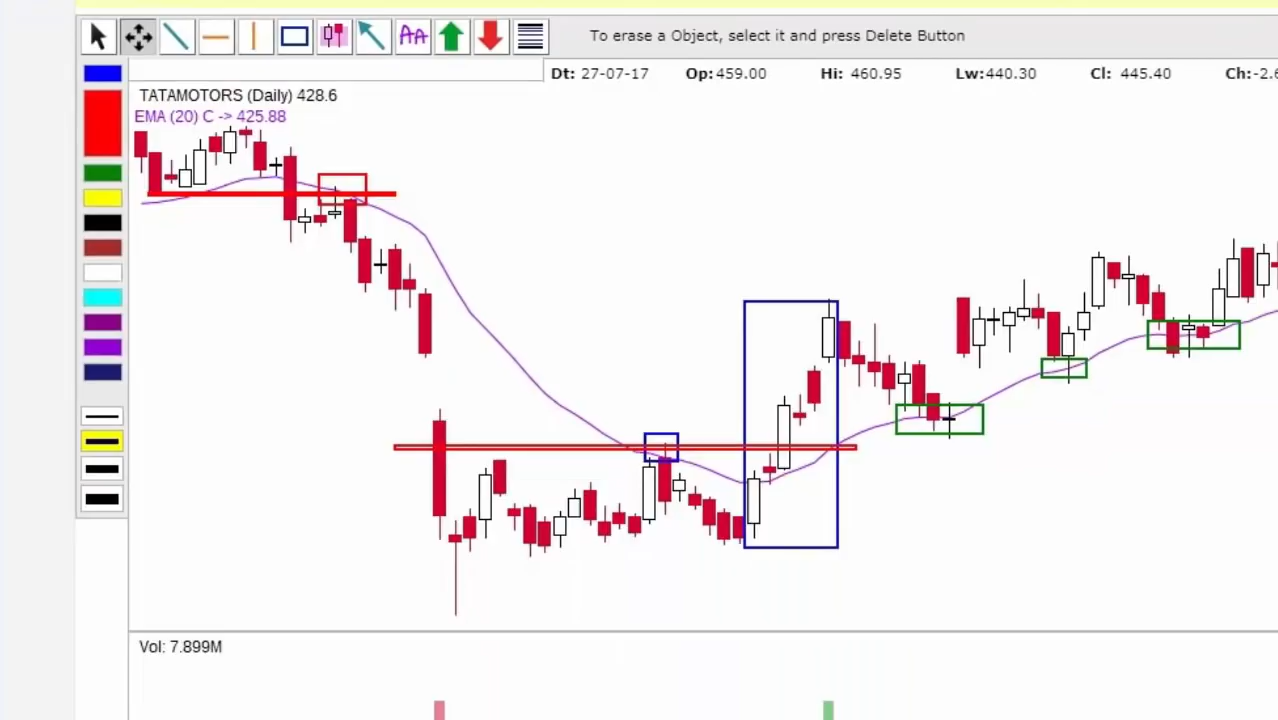 AA
To erase a Object, select it and press Delete Button
Dt: 27-07-17 Op:459.00 Hi: 460.95 Lw:440.30 Cl: 445.40 Ch:-2.6
TATAMOTORS (Daily) 428.6
EMA (20) C -> 425.88
Vol: 7.899M